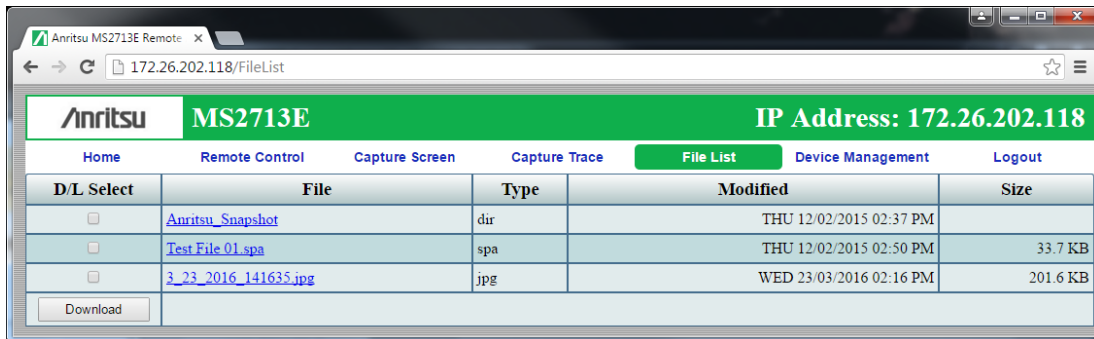 Anritsu MS2713E Remote
172.26.202.118/FileList
Anritsu MS2713E IP Address: 172.26.202.118
Home Remote Control Capture Screen Capture Trace File List Device Management Logout
D/L Select File Type Modified Size
Anritsu_Snapshot dir THU 12/02/2015 02:37 PM
Test File 01.spa spa THU 12/02/2015 02:50 PM 33.7 KB
3_23_2016_141635.jpg jpg WED 23/03/2016 02:16 PM 201.6 KB
Download